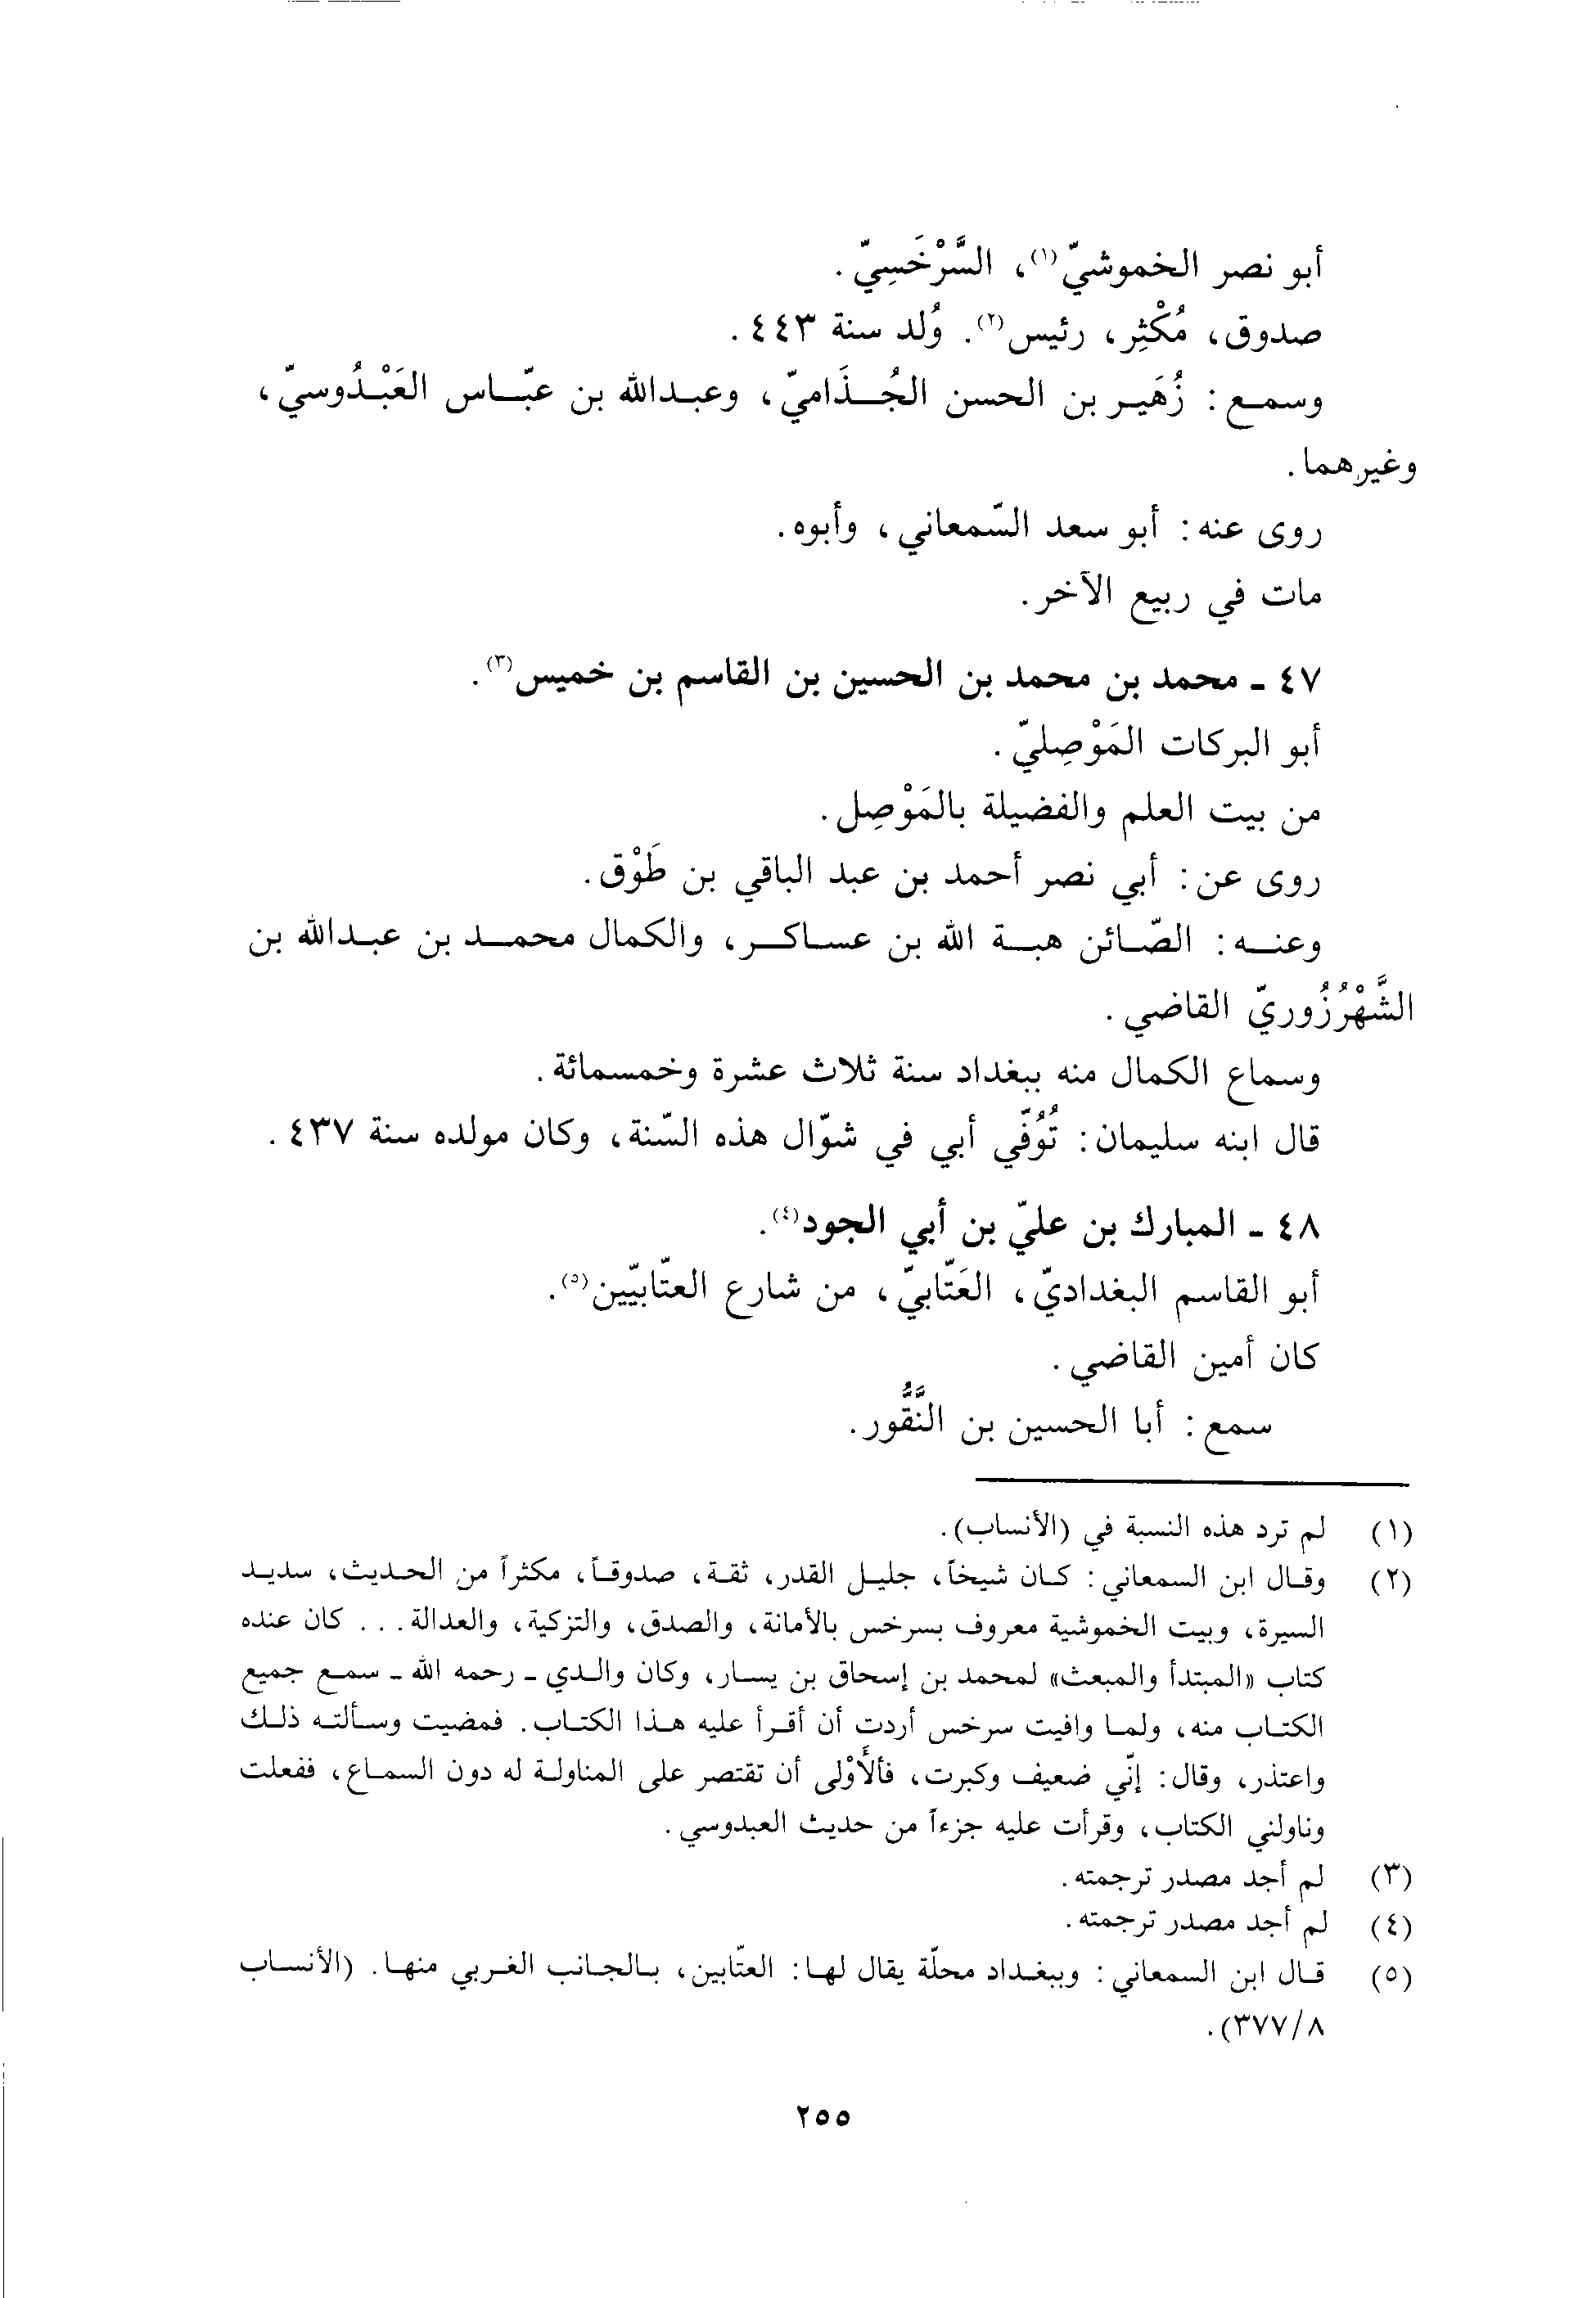 أبو نصر الخموشيّ(١)، السَّرْخَسِيّ.
صدوق، مُكْثِر، رئيس(٢). وُلد سنة ٤٤٣.
وسمع: زُهَير بن الحسن الجُذَاميّ، وعبدالله بن عبّاس العَبْدُوسيّ،
وغيرهما.
روى عنه: أبو سعد السّمعاني، وأبوه.
مات في ربيع الآخر.
٤٧ - محمد بن محمد بن الحسين بن القاسم بن خميس(٣).
أبو البركات المَوْصِليّ.
من بيت العلم والفضيلة بالمَوْصِل.
روى عن: أبي نصر أحمد بن عبد الباقي بن طَوْق.
وعنه: الصّائن هبة الله بن عساكر، والكمال محمد بن عبدالله بن
الشَّهْرُزُوريّ القاضي.
وسماع الكمال منه ببغداد سنة ثلاث عشرة وخمسمائة.
قال ابنه سليمان: تُوُفّي أبي في شوّال هذه السّنة، وكان مولده سنة ٤٣٧.
٤٨ - المبارك بن عليّ بن أبي الجود(٤).
أبو القاسم البغداديّ، العَتّابيّ، من شارع العتّابيّين(٥).
كان أمين القاضي.
سمع: أبا الحسين بن النَّقُّور.
(١) لم ترد هذه النسبة في (الأنساب).
(٢) وقال ابن السمعاني: كان شيخاً، جليل القدر، ثقة، صدوقاً، مكثراً من الحديث، سديد
السيرة، وبيت الخموشية معروف بسرخس بالأمانة، والصدق، والتزكية، والعدالة... كان عنده
كتاب «المبتدأ والمبعث» لمحمد بن إسحاق بن يسار، وكان والدي - رحمه الله - سمع جميع
الكتاب منه، ولما وافيت سرخس أردت أن أقرأ عليه هذا الكتاب. فمضيت وسألته ذلك
واعتذر، وقال: إنّي ضعيف وكبرت، فألأَوْلى أن تقتصر على المناولة له دون السماع، ففعلت
وناولني الكتاب، وقرأت عليه جزءاً من حديث العبدوسي.
(٣) لم أجد مصدر ترجمته.
(٤) لم أجد مصدر ترجمته.
(٥) قال ابن السمعاني: وببغداد محلّة يقال لها: العتّابين، بالجانب الغربي منها. (الأنساب
٨/٣٧٧).
٢٥٥